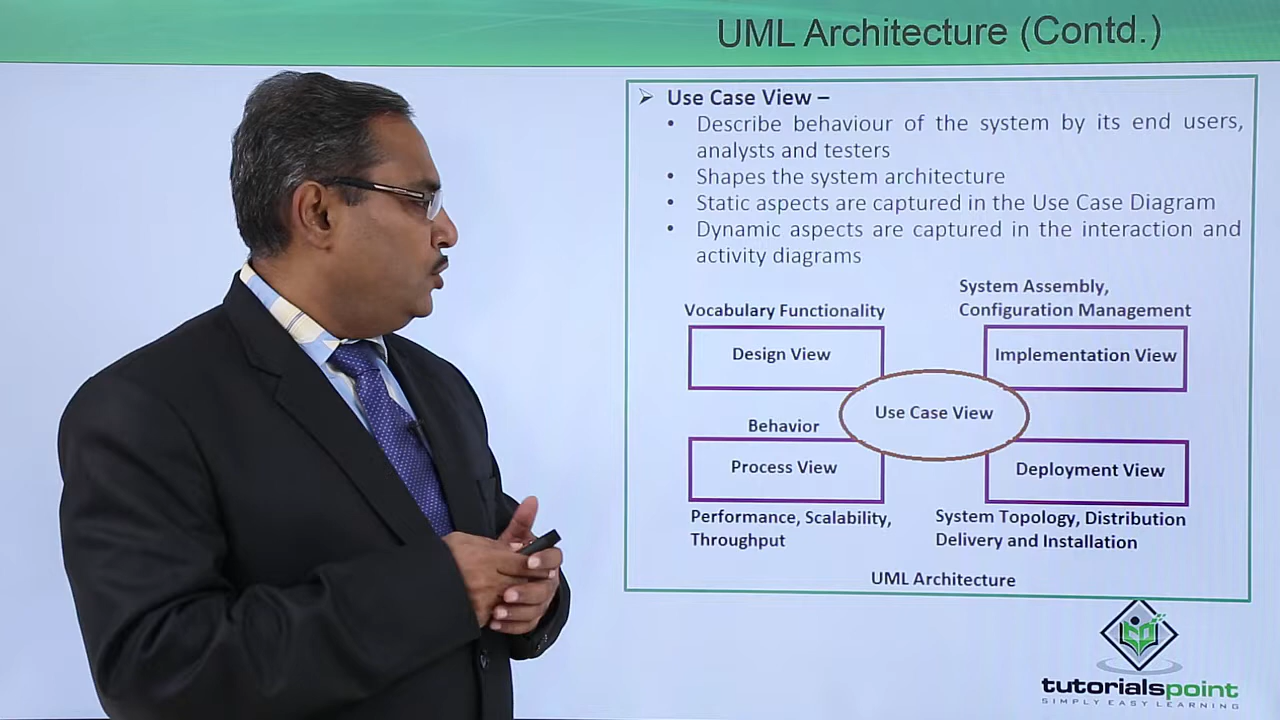 UML Architecture (Contd.)
➢ Use Case View –
• Describe behaviour of the system by its end users,
analysts and testers
• Shapes the system architecture
• Static aspects are captured in the Use Case Diagram
• Dynamic aspects are captured in the interaction and
activity diagrams
Vocabulary Functionality
System Assembly,
Configuration Management
Design View
Implementation View
Use Case View
Behavior
Process View
Deployment View
Performance, Scalability,
Throughput
System Topology, Distribution
Delivery and Installation
UML Architecture
tutorialspoint
SIMPLY EASY LEARNING